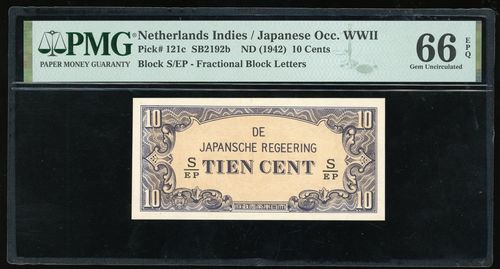 PMG
PAPER MONEY GUARANTY
Netherlands Indies / Japanese Occ. WWII
Pick# 121c SB2192b ND (1942) 10 Cents
Block S/EP - Fractional Block Letters
66 EPQ
Gem Uncirculated
10 10
DE
JAPANSCHE REGEERING
S/EP TIEN CENT S/EP
10 10